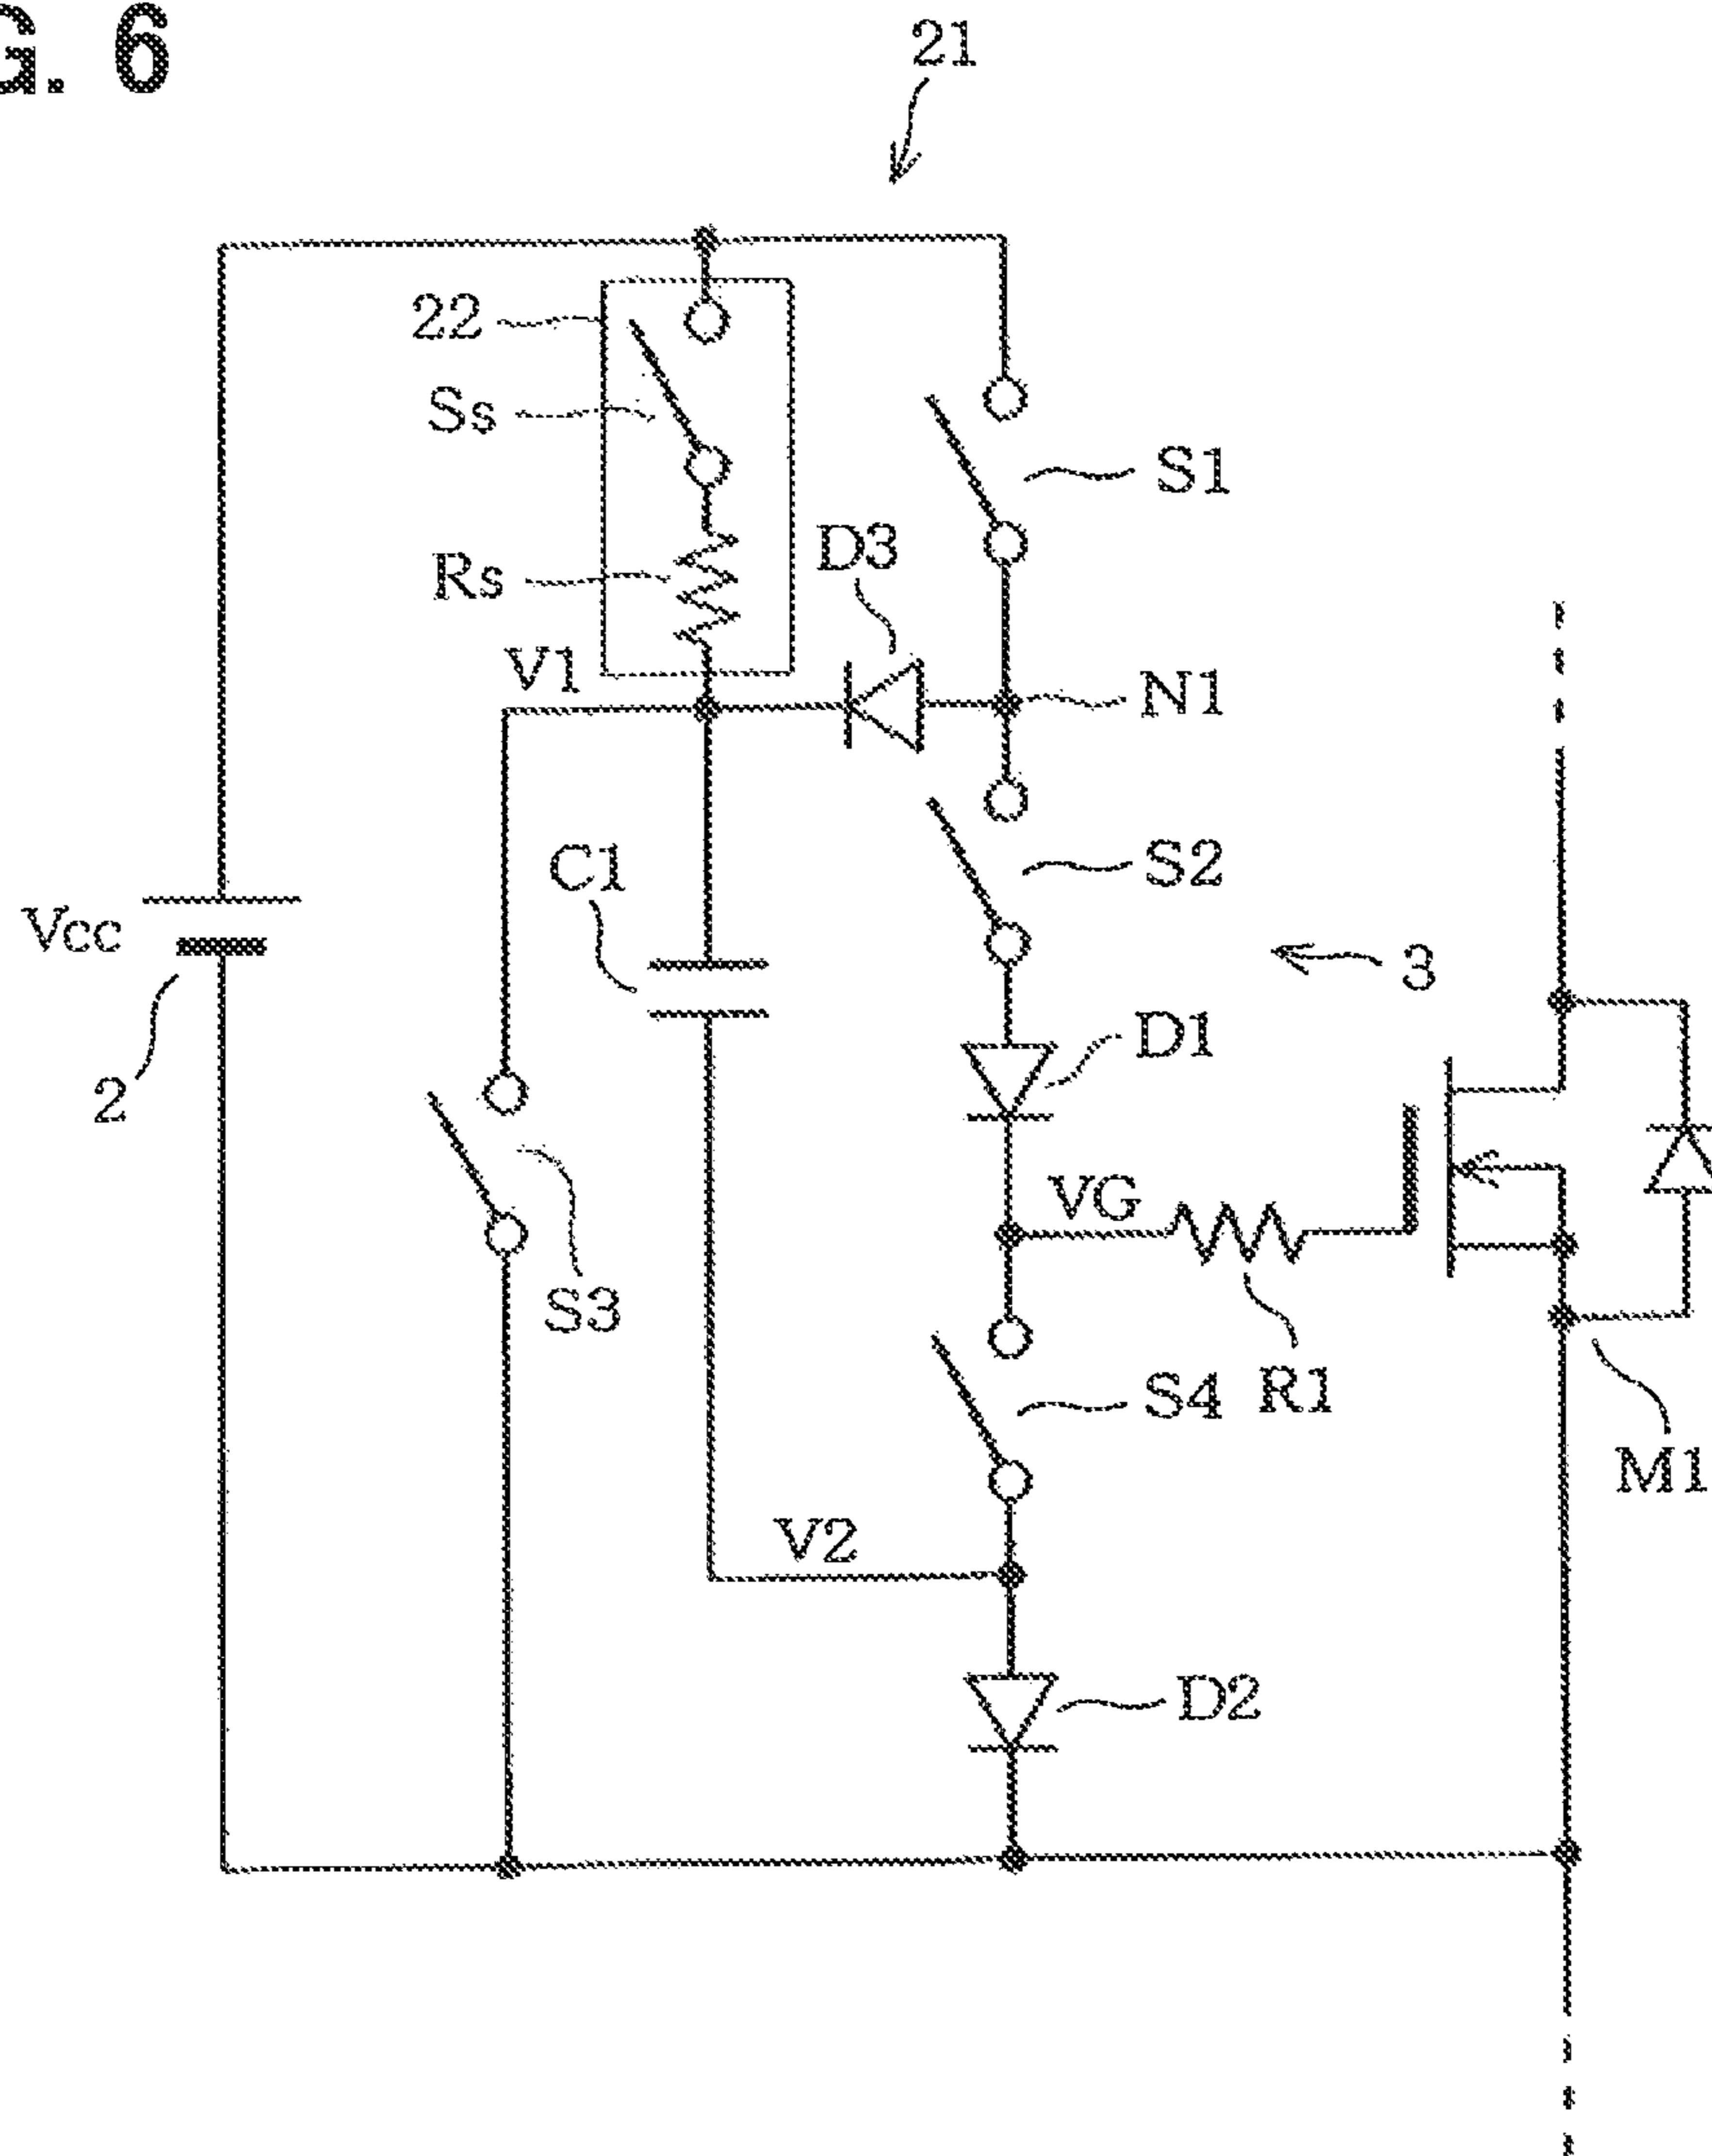 G. 6
21
22
Ss
S1
D3
Rs
V1
N1
C1
S2
Vcc
3
D1
2
VG
S3
S4
R1
M1
V2
D2